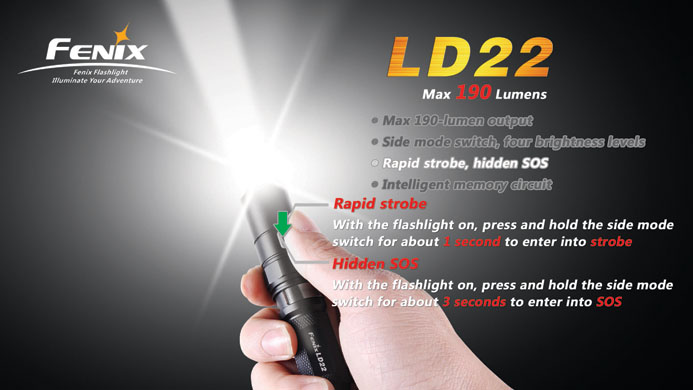 FENIX
Fenix Flashlight
Illuminate Your Adventure
LD22
Max 190 Lumens
• Max 190-lumen output
• Side mode switch, four brightness levels
• Rapid strobe, hidden SOS
• Intelligent memory circuit
Rapid strobe
With the flashlight on, press and hold the side mode
switch for about 1 second to enter into strobe
Hidden SOS
With the flashlight on, press and hold the side mode
switch for about 3 seconds to enter into SOS
FENIX LD22